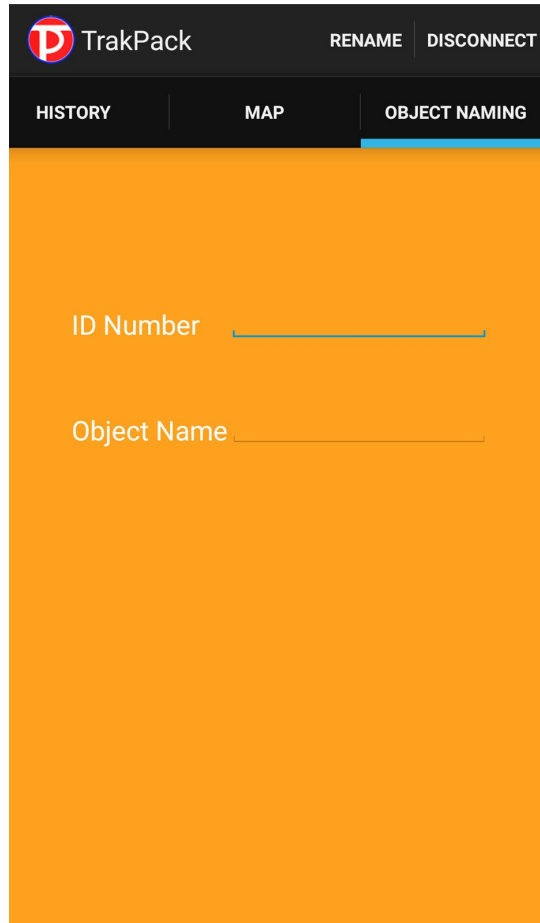 TrakPack RENAME DISCONNECT
HISTORY MAP OBJECT NAMING
ID Number
Object Name